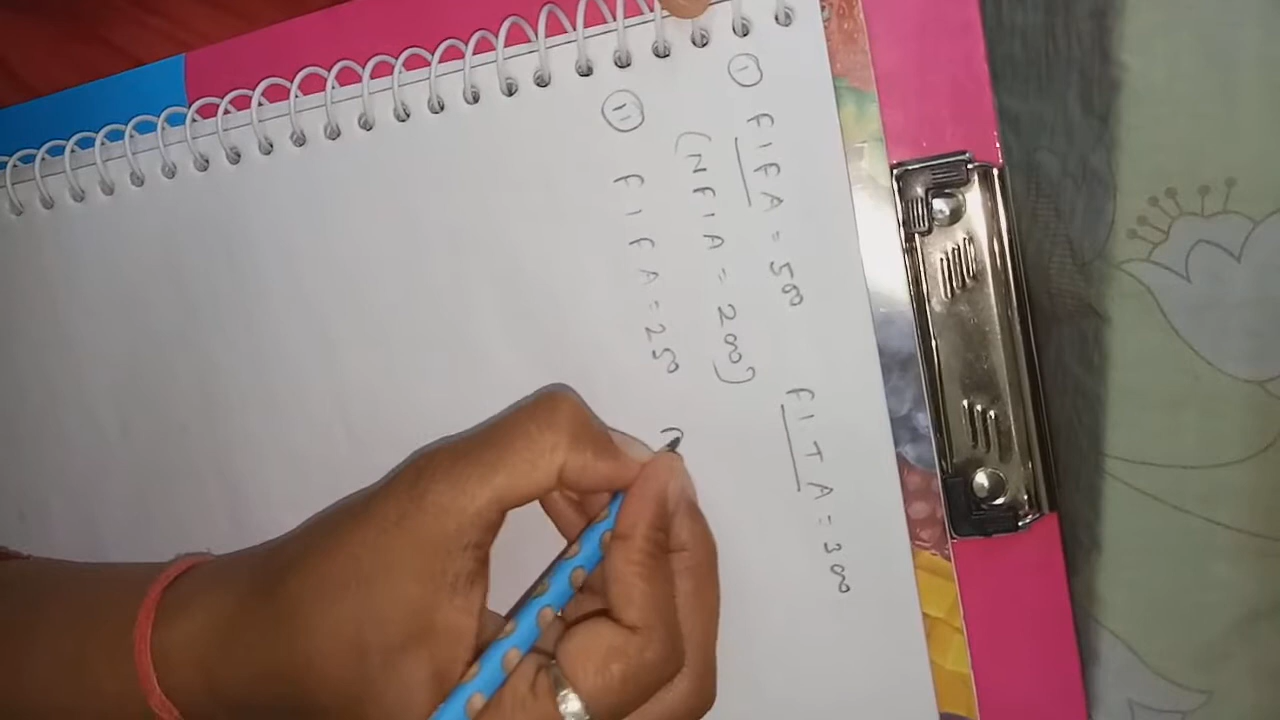 (i) FIFA = 500 FITA = 300
(NFIA = 200)
(ii) FIFA = 250